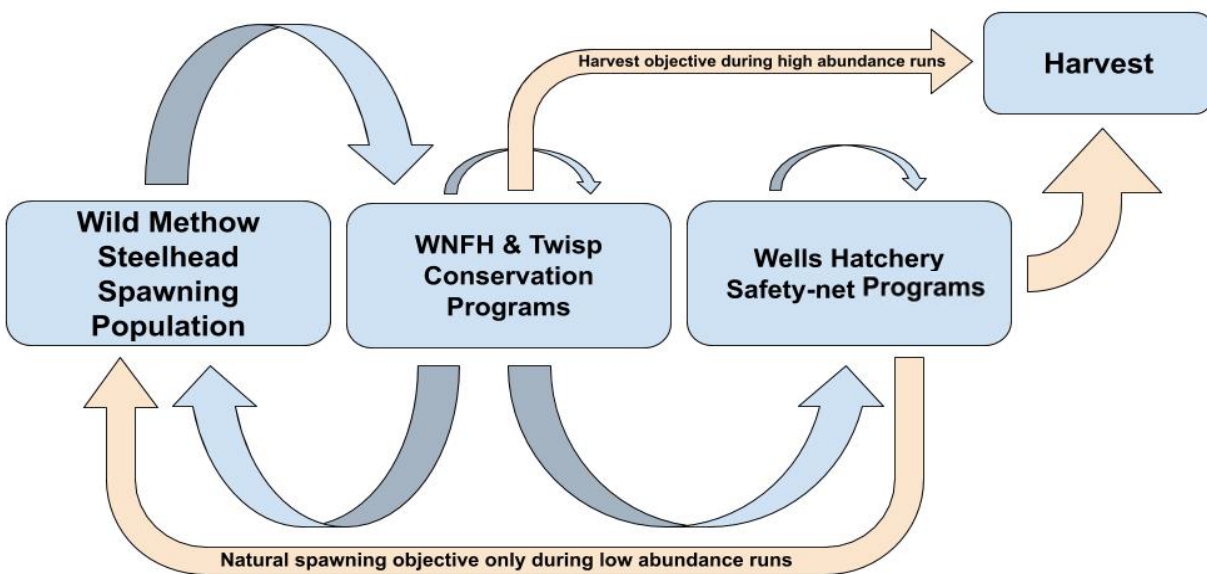 Harvest objective during high abundance runs
Harvest
Wild Methow
Steelhead
Spawning
Population
WNFH & Twisp
Conservation
Programs
Wells Hatchery
Safety-net Programs
Natural spawning objective only during low abundance runs